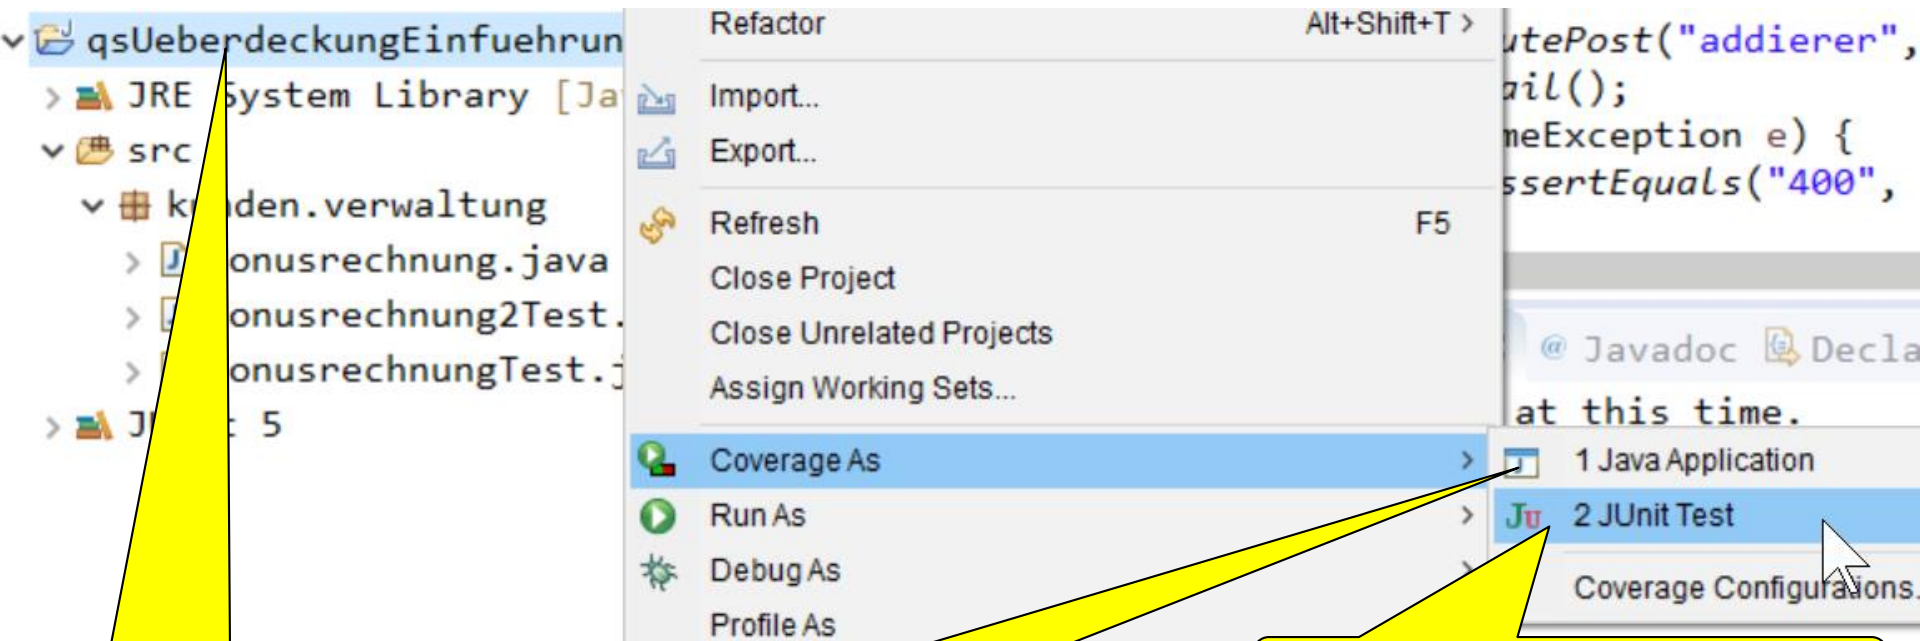 qsUeberdeckungEinfuehrun
JRE System Library [Ja
src
kunden.verwaltung
onusrechnung.java
onusrechnung2Test.
onusrechnungTest.j
5
Refactor Alt+Shift+T >
Import...
Export...
Refresh F5
Close Project
Close Unrelated Projects
Assign Working Sets...
Coverage As >
Run As >
Debug As
Profile As
utePost("addierer",
ail();
meException e) {
ssertEquals("400",
@ Javadoc Decla
at this time.
1 Java Application
Ju 2 JUnit Test
Coverage Configurations.